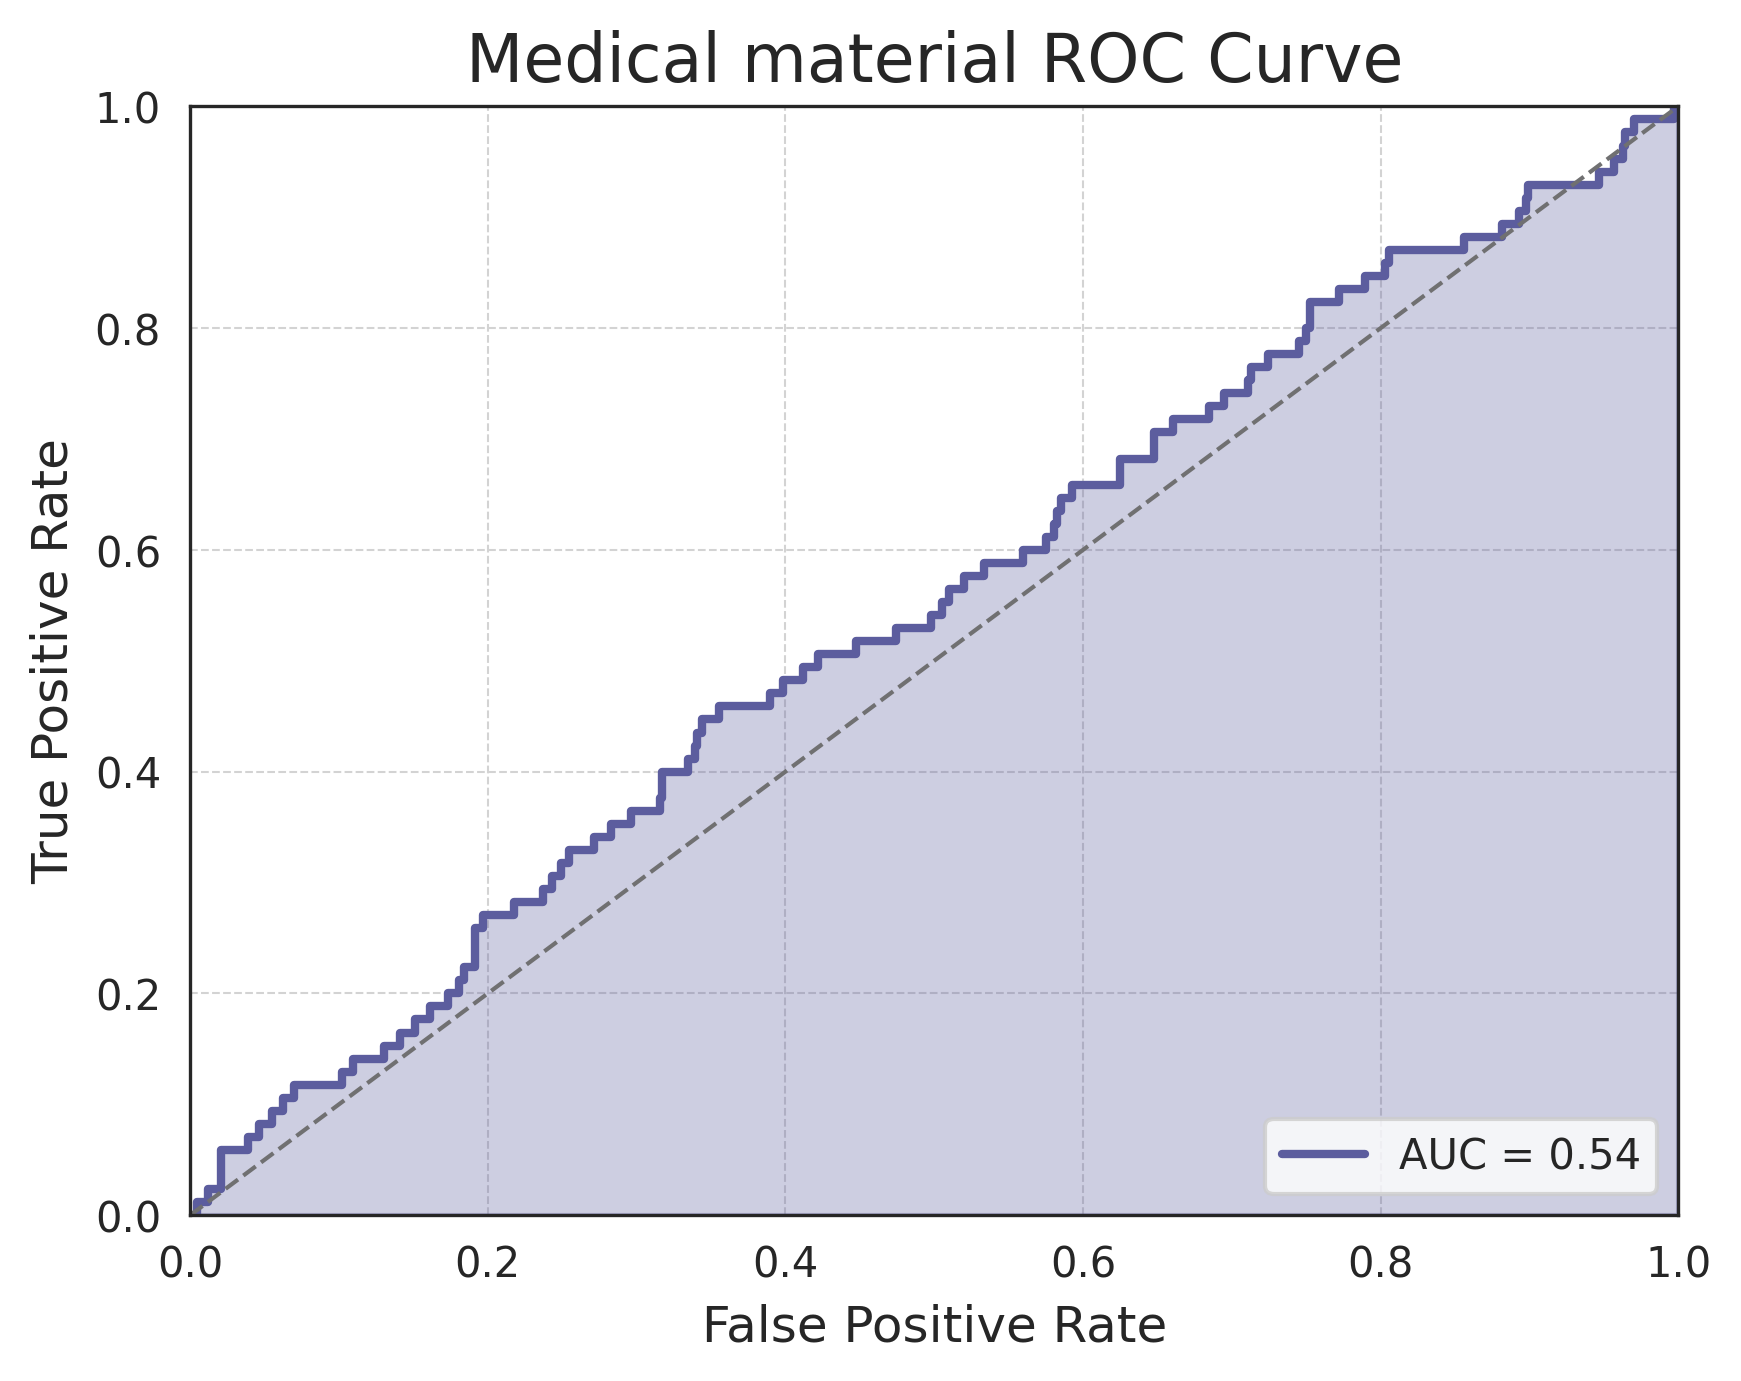 Medical material ROC Curve
1.0
0.8
0.6
0.4
0.2
0.0
True Positive Rate
AUC = 0.54
0.0 0.2 0.4 0.6 0.8 1.0
False Positive Rate